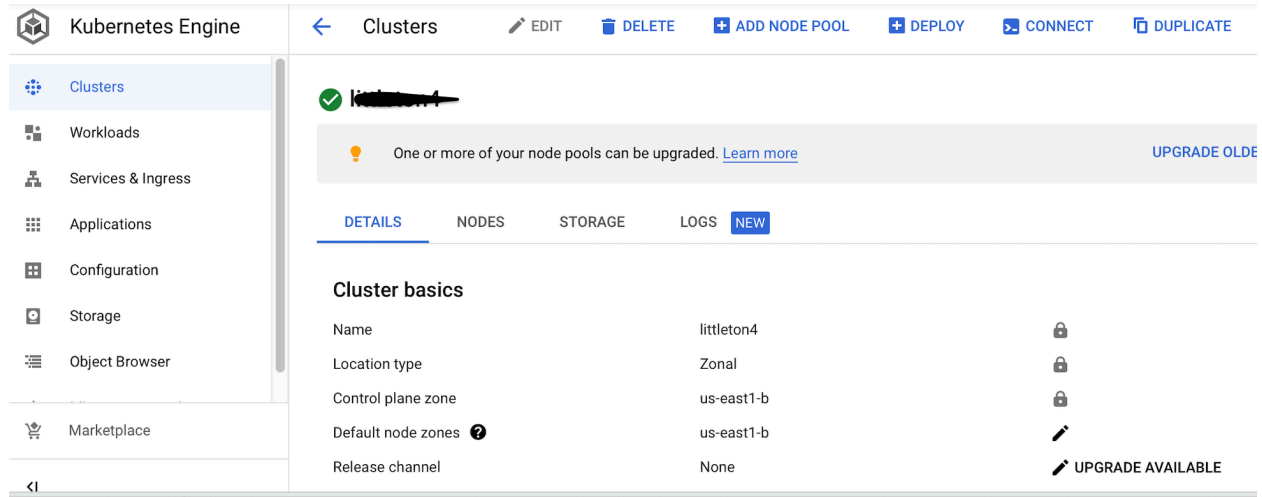 Kubernetes Engine
Clusters
EDIT
DELETE
ADD NODE POOL
DEPLOY
CONNECT
DUPLICATE
Clusters
Workloads
Services & Ingress
Applications
Configuration
Storage
Object Browser
Marketplace
One or more of your node pools can be upgraded. Learn more
UPGRADE OLDE
DETAILS
NODES
STORAGE
LOGS
NEW
Cluster basics
Name
littleton4
Location type
Zonal
Control plane zone
us-east1-b
Default node zones
us-east1-b
Release channel
None
UPGRADE AVAILABLE